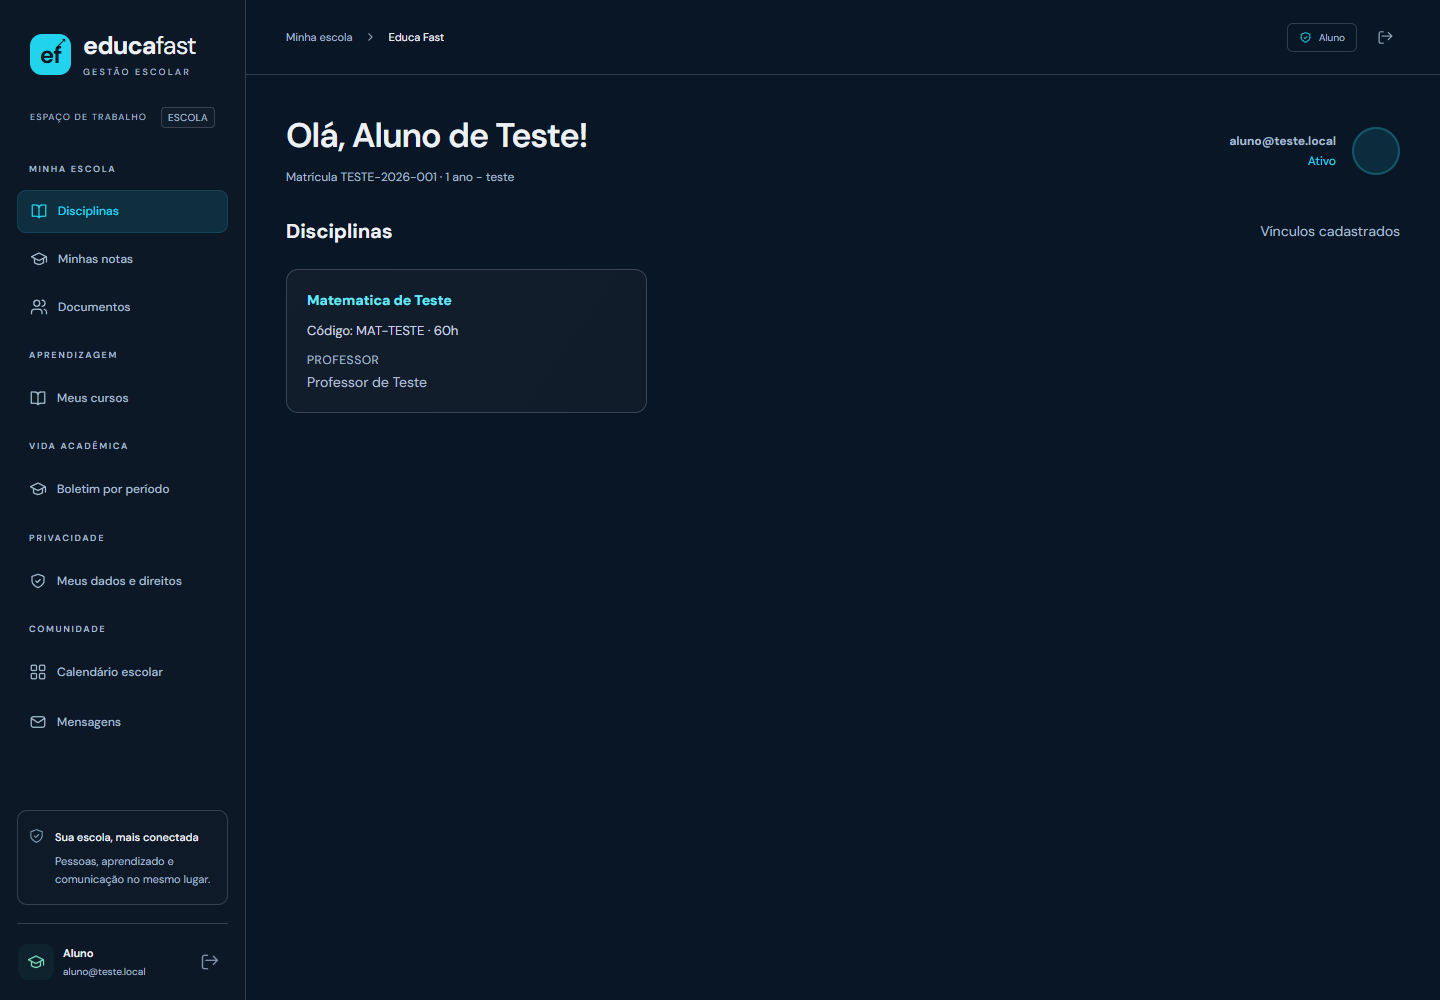 ef
educafast
GESTÃO ESCOLAR
ESPAÇO DE TRABALHO
ESCOLA
MINHA ESCOLA
Disciplinas
Minhas notas
Documentos
APRENDIZAGEM
Meus cursos
VIDA ACADÊMICA
Boletim por período
PRIVACIDADE
Meus dados e direitos
COMUNIDADE
Calendário escolar
Mensagens
Sua escola, mais conectada
Pessoas, aprendizado e
comunicação no mesmo lugar.
Aluno
aluno@teste.local
Minha escola > Educa Fast
Aluno
Olá, Aluno de Teste!
Matrícula TESTE-2026-001 · 1 ano - teste
aluno@teste.local
Ativo
Disciplinas
Vínculos cadastrados
Matematica de Teste
Código: MAT-TESTE · 60h
PROFESSOR
Professor de Teste